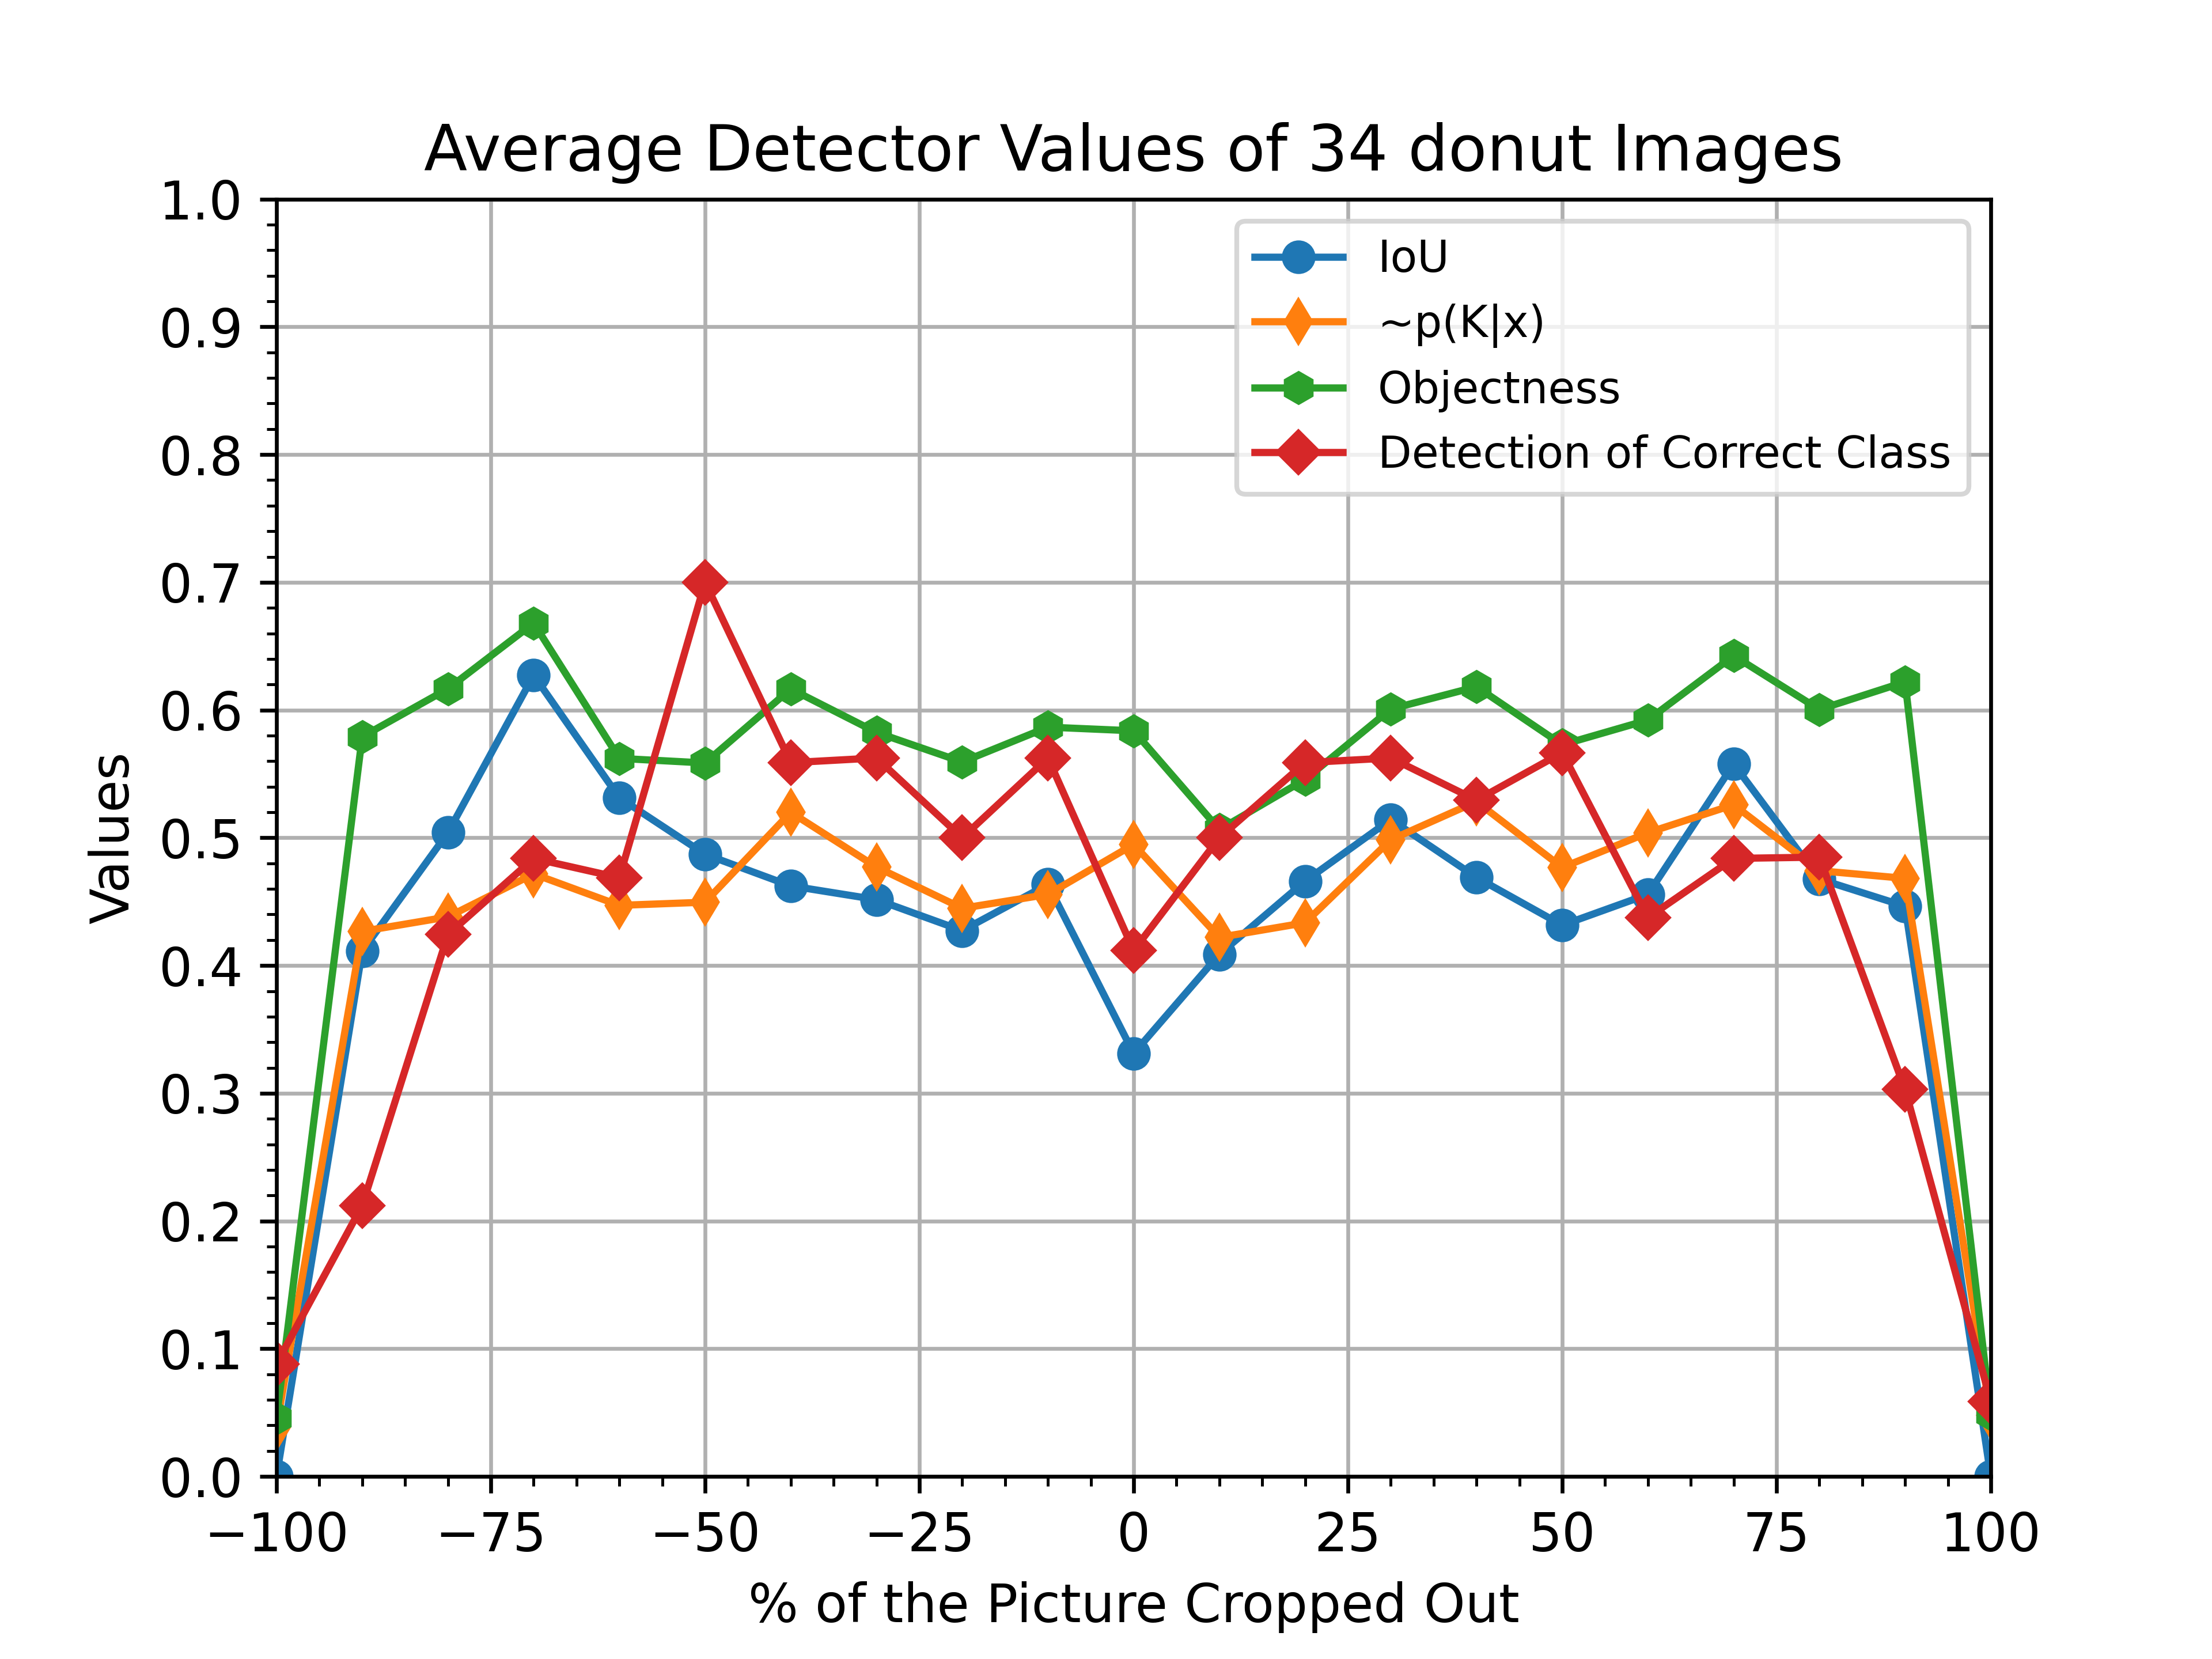 Average Detector Values of 34 donut Images
1.0
0.9
0.8
0.7
0.6
0.5
0.4
0.3
0.2
0.1
0.0
Values
IoU
~p(K|x)
Objectness
Detection of Correct Class
−100 −75 −50 −25 0 25 50 75 100
% of the Picture Cropped Out